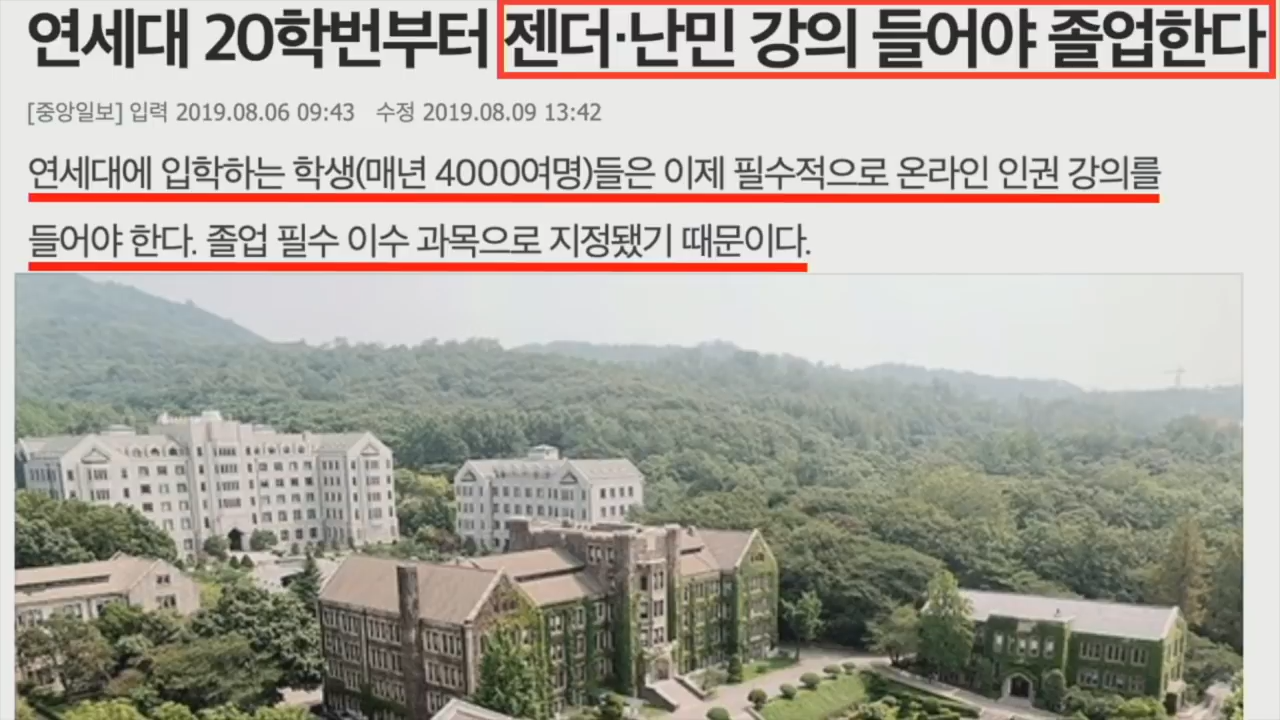 연세대 20학번부터 젠더·난민 강의 들어야 졸업한다
[중앙일보] 입력 2019.08.06 09:43 수정 2019.08.09 13:42
연세대에 입학하는 학생(매년 4000여명)들은 이제 필수적으로 온라인 인권 강의를
들어야 한다. 졸업 필수 이수 과목으로 지정됐기 때문이다.